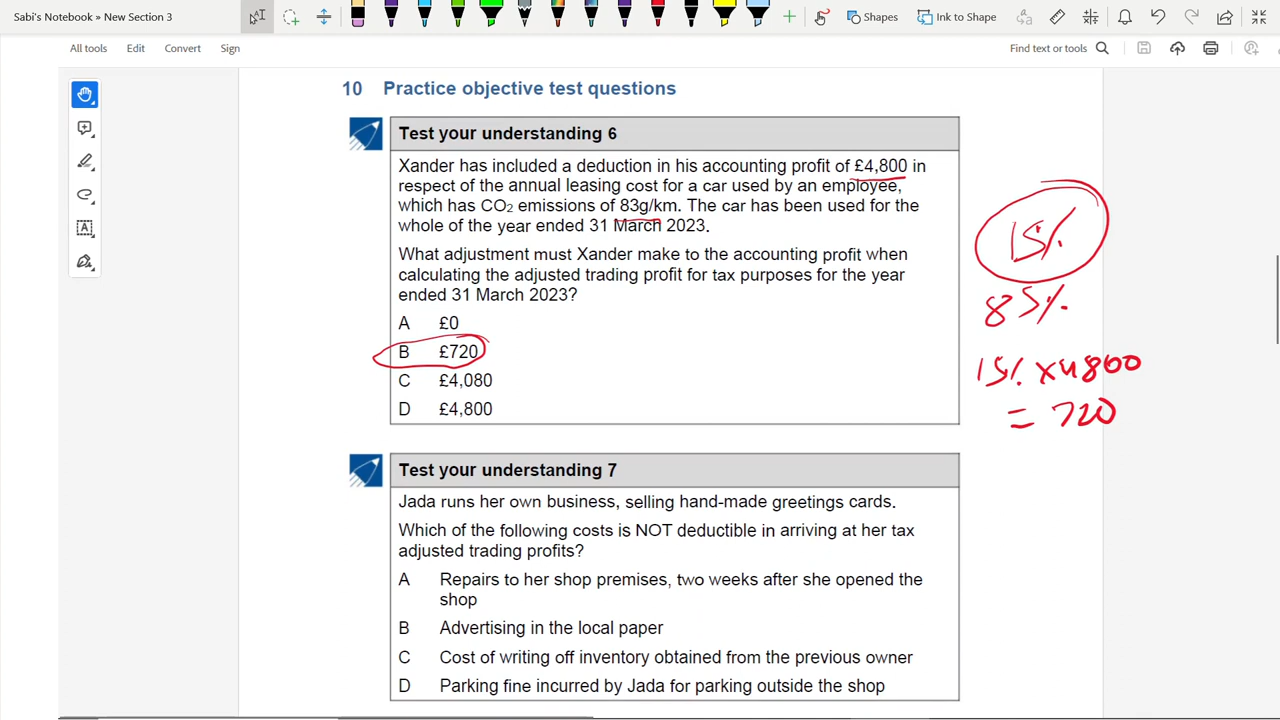 Sabi's Notebook » New Section 3
Shapes
Ink to Shape
All tools Edit Convert Sign
Find text or tools
10 Practice objective test questions
Test your understanding 6
Xander has included a deduction in his accounting profit of £4,800 in
respect of the annual leasing cost for a car used by an employee,
which has CO₂ emissions of 83g/km. The car has been used for the
whole of the year ended 31 March 2023.
What adjustment must Xander make to the accounting profit when
calculating the adjusted trading profit for tax purposes for the year
ended 31 March 2023?
A £0
B £720
C £4,080
D £4,800
15%
85%
15% x4800
= 720
Test your understanding 7
Jada runs her own business, selling hand-made greetings cards.
Which of the following costs is NOT deductible in arriving at her tax
adjusted trading profits?
A Repairs to her shop premises, two weeks after she opened the
shop
B Advertising in the local paper
C Cost of writing off inventory obtained from the previous owner
D Parking fine incurred by Jada for parking outside the shop